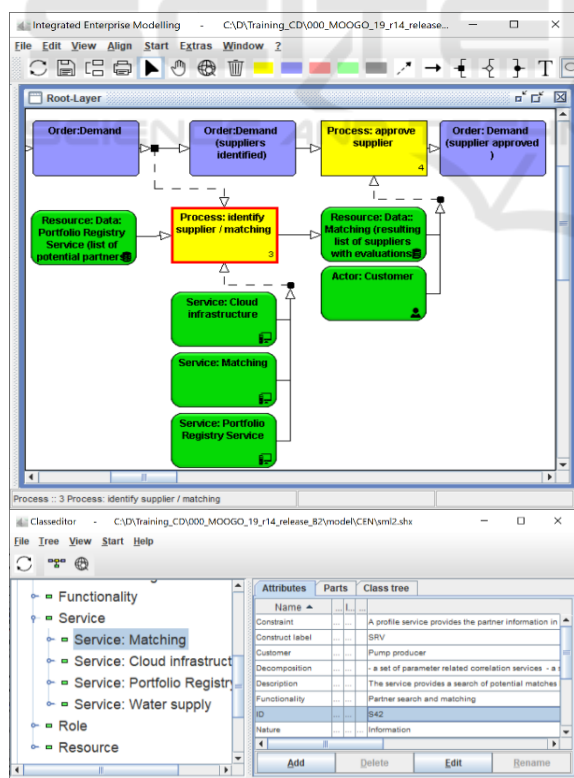 Integrated Enterprise Modelling - C:\D\Training_CD\000_MOOGO_19_r14_release...
File Edit View Align Start Extras Window ?
T
Root-Layer
Order:Demand
Order:Demand
(suppliers
identified)
Process: approve
supplier
4
Order: Demand
(supplier approved
)
Resource: Data:
Portfolio Registry
Service (list of
potential partners
Process: identify
supplier / matching
3
Resource: Data::
Matching (resulting
list of suppliers
with evaluations
Actor: Customer
Service: Cloud
infrastructure
Service: Matching
Service: Portfolio
Registry Service
Process :: 3 Process: identify supplier / matching
Classeditor - C:\D\Training_CD\000_MOOGO_19_r14_release_82\model\CEN\sml2.shx
File Tree View Start Help
Functionality
Service
Service: Matching
Service: Cloud infrastruct
Service: Portfolio Registry
Service: Water supply
Role
Resource
Attributes Parts Class tree
Name ... I... ...
Constraint ... ... A profile service provides the partner information in
Construct label ... ... SRV
Customer ... ... Pump producer
Decomposition ... ... - a set of parameter related correlation services - a s
Description ... ... The service provides a search of potential matches
Functionality ... ... Partner search and matching
ID ... ... S42
Nature ... ... Information
Add Delete Edit Rename
SCIENCE AND TECHN